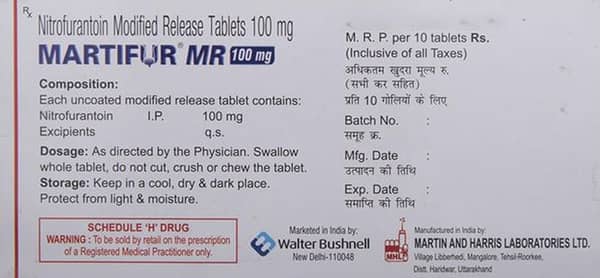 Rx Nitrofurantoin Modified Release Tablets 100 mg
MARTIFUR® MR 100 mg
Composition:
Each uncoated modified release tablet contains:
Nitrofurantoin I.P. 100 mg
Excipients q.s.
Dosage: As directed by the Physician. Swallow
whole tablet, do not cut, crush or chew the tablet.
Storage: Keep in a cool, dry & dark place.
Protect from light & moisture.
SCHEDULE 'H' DRUG
WARNING : To be sold by retail on the prescription
of a Registered Medical Practitioner only.
M. R. P. per 10 tablets Rs.
(Inclusive of all Taxes)
अधिकतम खुदरा मूल्य रु.
(सभी कर सहित)
प्रति 10 गोलियों के लिए
Batch No. :
समूह क्र.
Mfg. Date :
उत्पादन की तिथि
Exp. Date :
समाप्ति की तिथि
Marketed in India by:
Walter Bushnell
New Delhi-110048
MHL
Manufactured in India by:
MARTIN AND HARRIS LABORATORIES LTD.
Village Libberhedi, Mangalore, Tehsil-Roorkee,
Distt. Haridwar, Uttarakhand